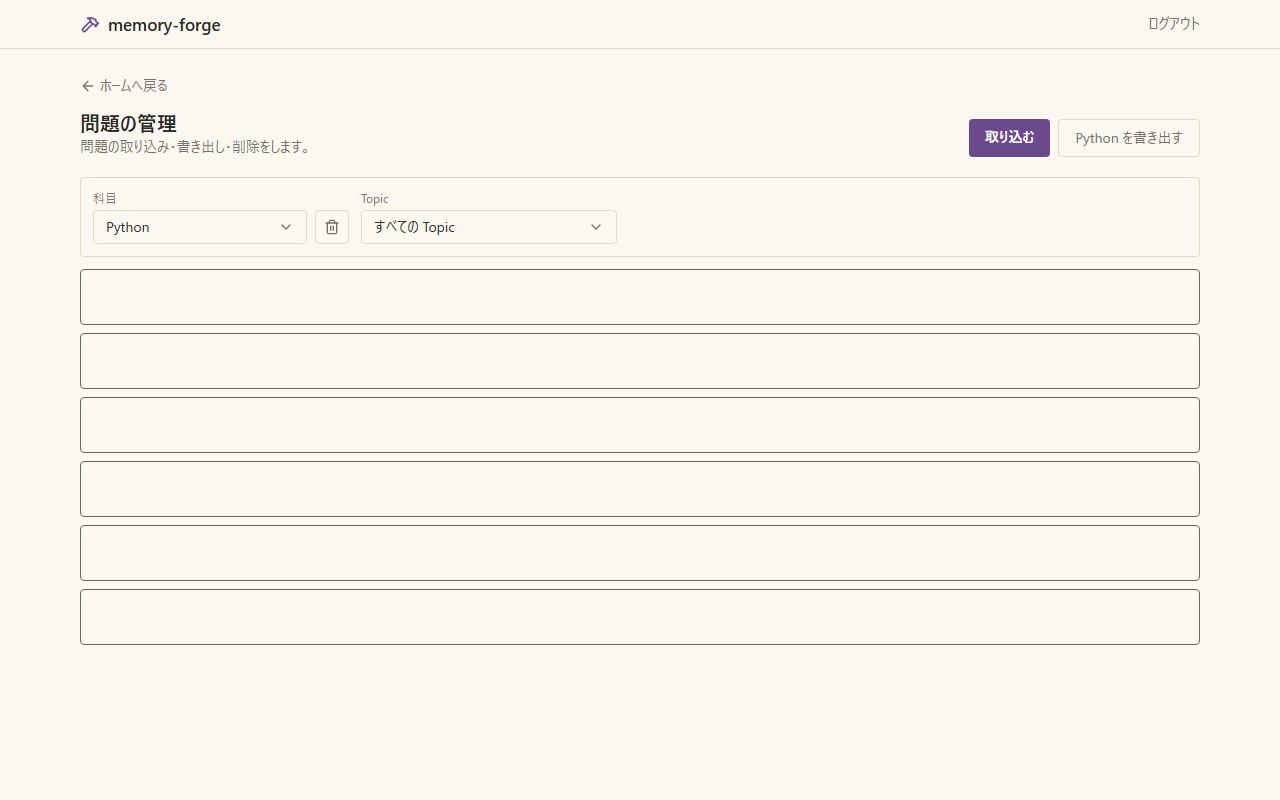 memory-forge
ログアウト
ホームへ戻る
問題の管理
問題の取り込み・書き出し・削除をします。
取り込む
Python を書き出す
科目
Topic
Python
すべての Topic